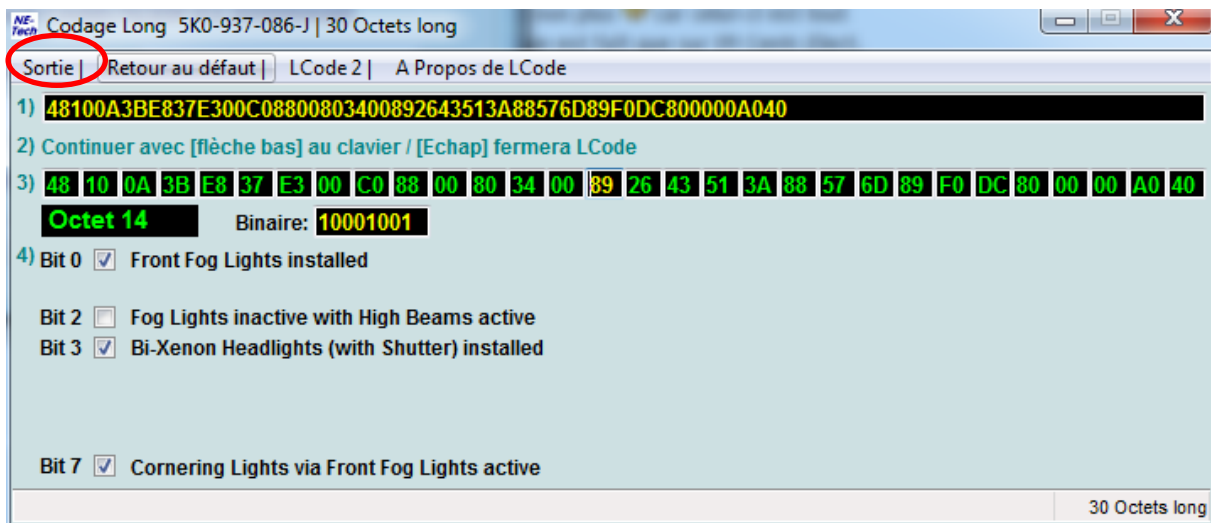 NE-Tech Codage Long 5K0-937-086-J | 30 Octets long
Sortie | Retour au défaut | LCode 2 | A Propos de LCode
1) 48100A3BE837E300C08800803400892643513A88576D89F0DC800000A040
2) Continuer avec [flèche bas] au clavier / [Echap] fermera LCode
3) 48 10 0A 3B E8 37 E3 00 C0 88 00 80 34 00 89 26 43 51 3A 88 57 6D 89 F0 DC 80 00 00 A0 40
Octet 14 Binaire: 10001001
4) Bit 0 Front Fog Lights installed
Bit 2 Fog Lights inactive with High Beams active
Bit 3 Bi-Xenon Headlights (with Shutter) installed
Bit 7 Cornering Lights via Front Fog Lights active
30 Octets long